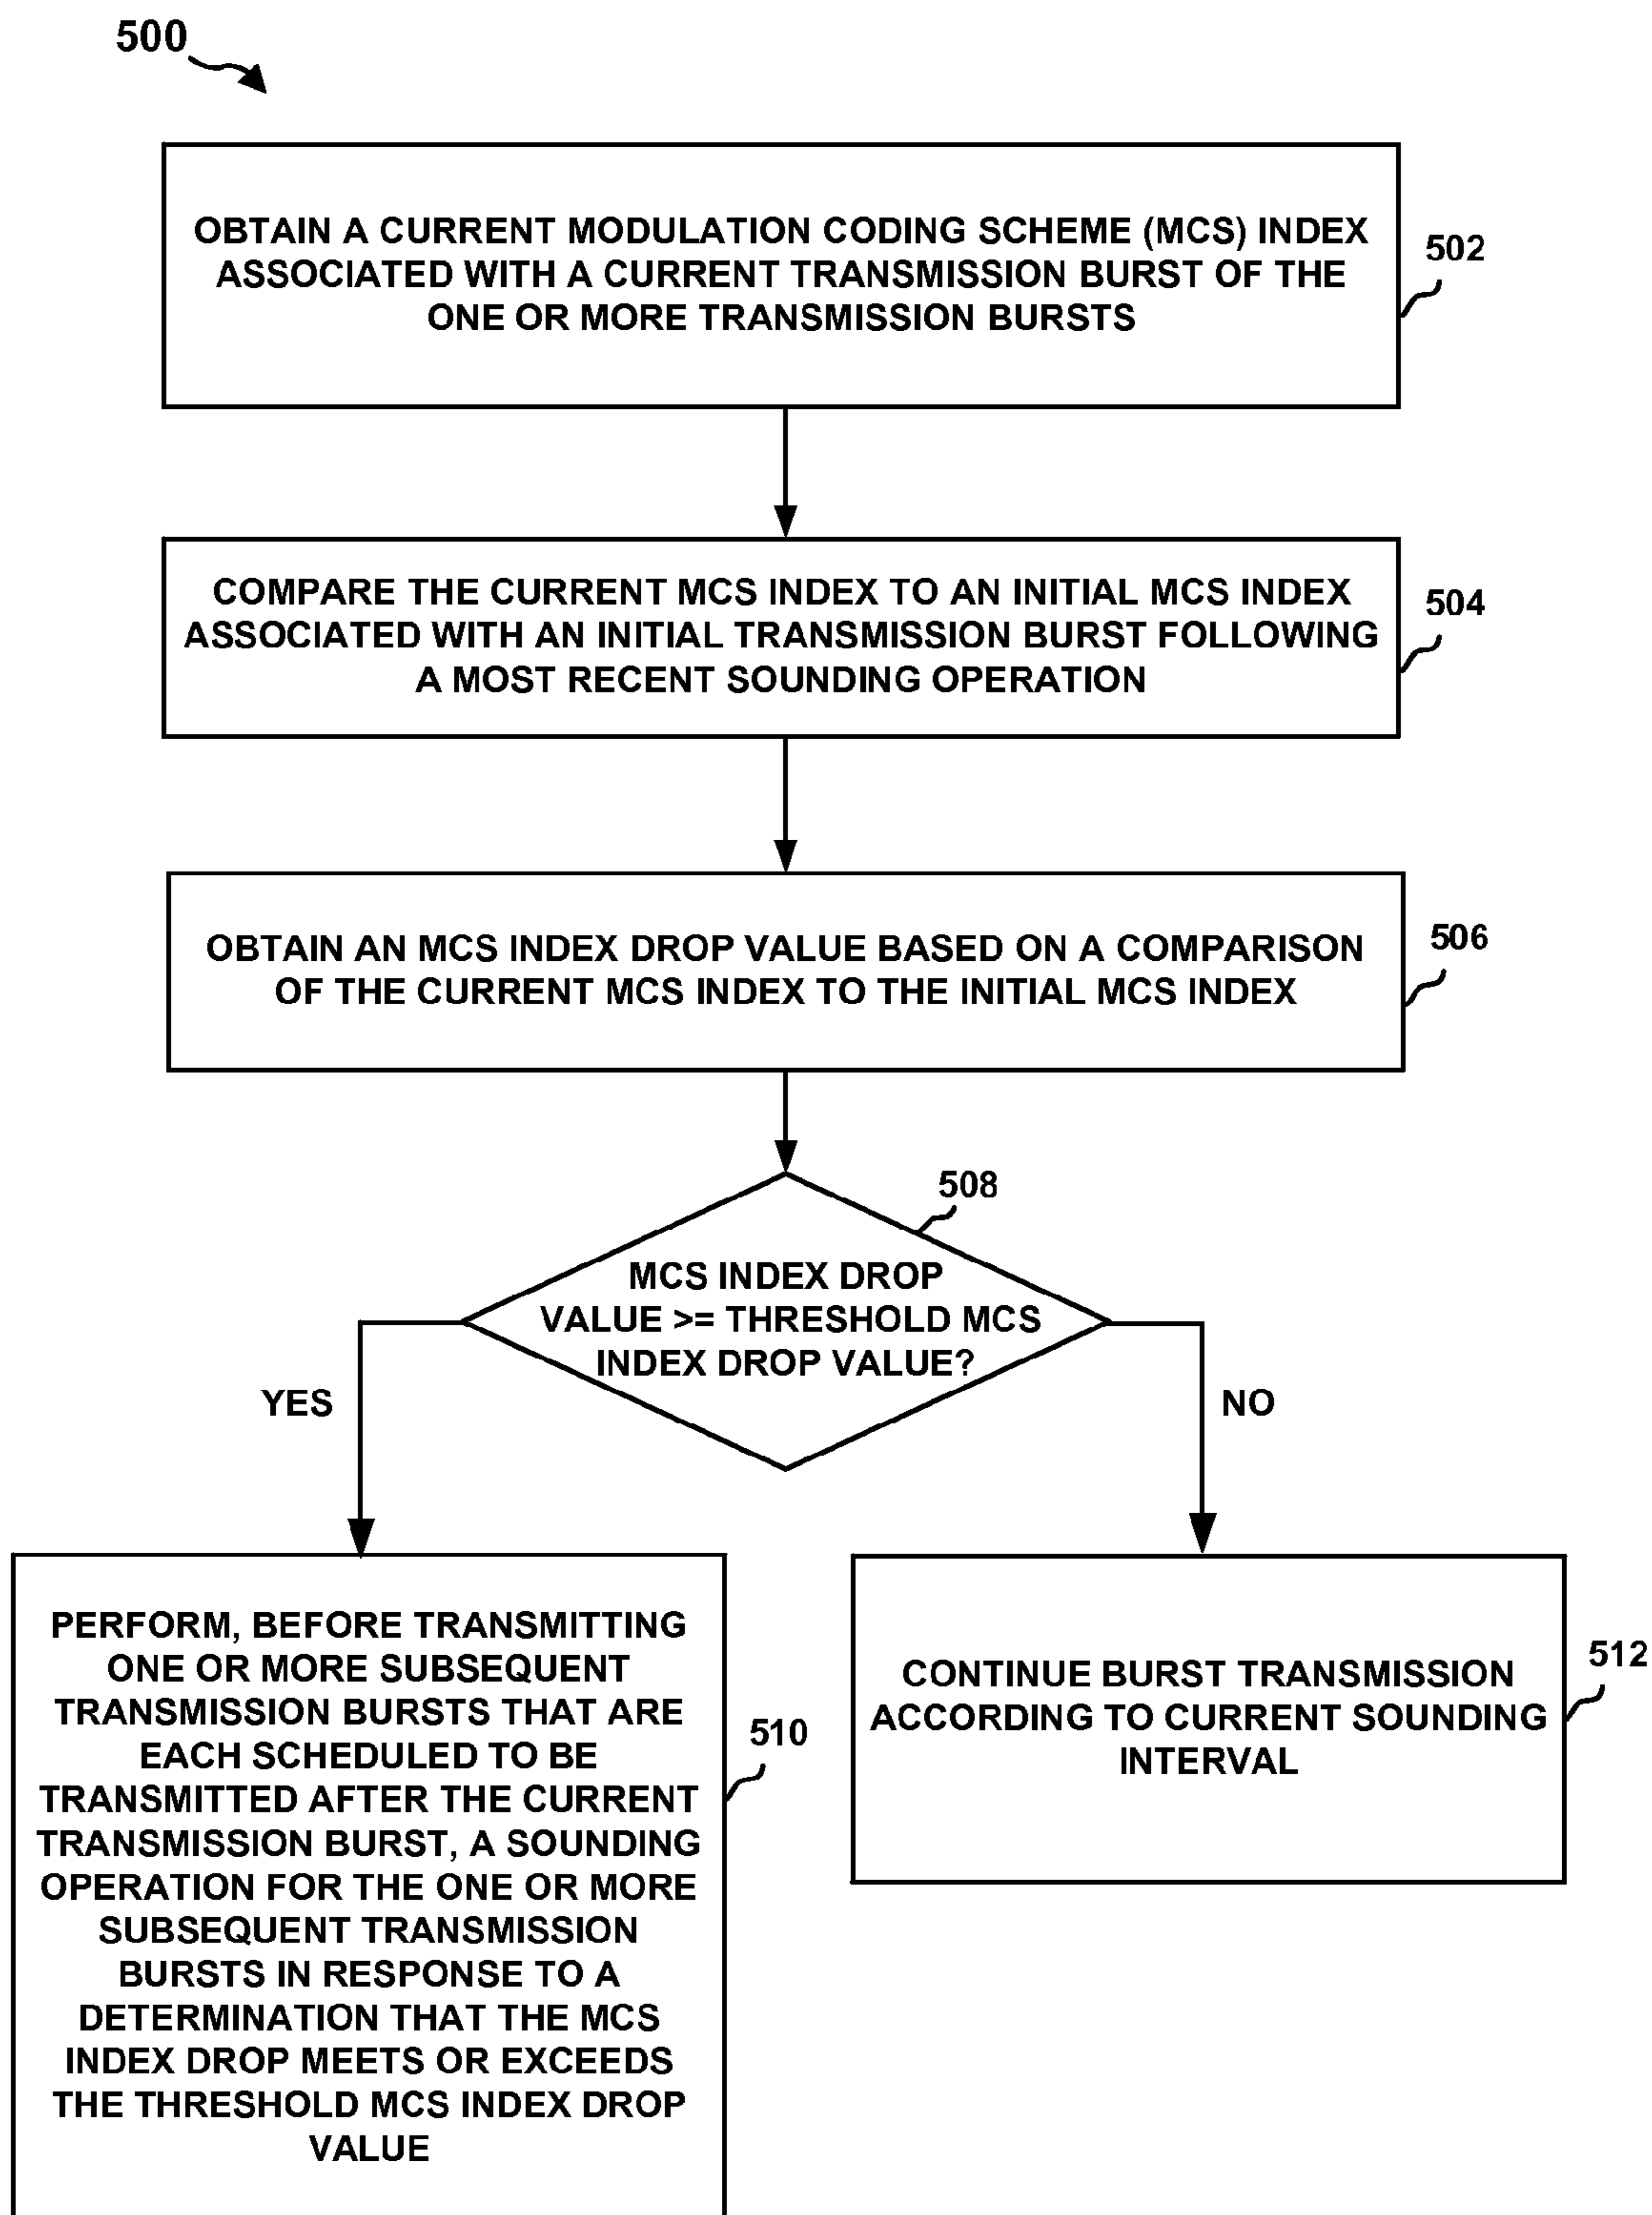 500
OBTAIN A CURRENT MODULATION CODING SCHEME (MCS) INDEX
ASSOCIATED WITH A CURRENT TRANSMISSION BURST OF THE
ONE OR MORE TRANSMISSION BURSTS
502
COMPARE THE CURRENT MCS INDEX TO AN INITIAL MCS INDEX
ASSOCIATED WITH AN INITIAL TRANSMISSION BURST FOLLOWING
A MOST RECENT SOUNDING OPERATION
504
OBTAIN AN MCS INDEX DROP VALUE BASED ON A COMPARISON
OF THE CURRENT MCS INDEX TO THE INITIAL MCS INDEX
506
508
MCS INDEX DROP
VALUE >= THRESHOLD MCS
INDEX DROP VALUE?
YES
NO
PERFORM, BEFORE TRANSMITTING
ONE OR MORE SUBSEQUENT
TRANSMISSION BURSTS THAT ARE
EACH SCHEDULED TO BE
TRANSMITTED AFTER THE CURRENT
TRANSMISSION BURST, A SOUNDING
OPERATION FOR THE ONE OR MORE
SUBSEQUENT TRANSMISSION
BURSTS IN RESPONSE TO A
DETERMINATION THAT THE MCS
INDEX DROP MEETS OR EXCEEDS
THE THRESHOLD MCS INDEX DROP
VALUE
510
CONTINUE BURST TRANSMISSION
ACCORDING TO CURRENT SOUNDING
INTERVAL
512